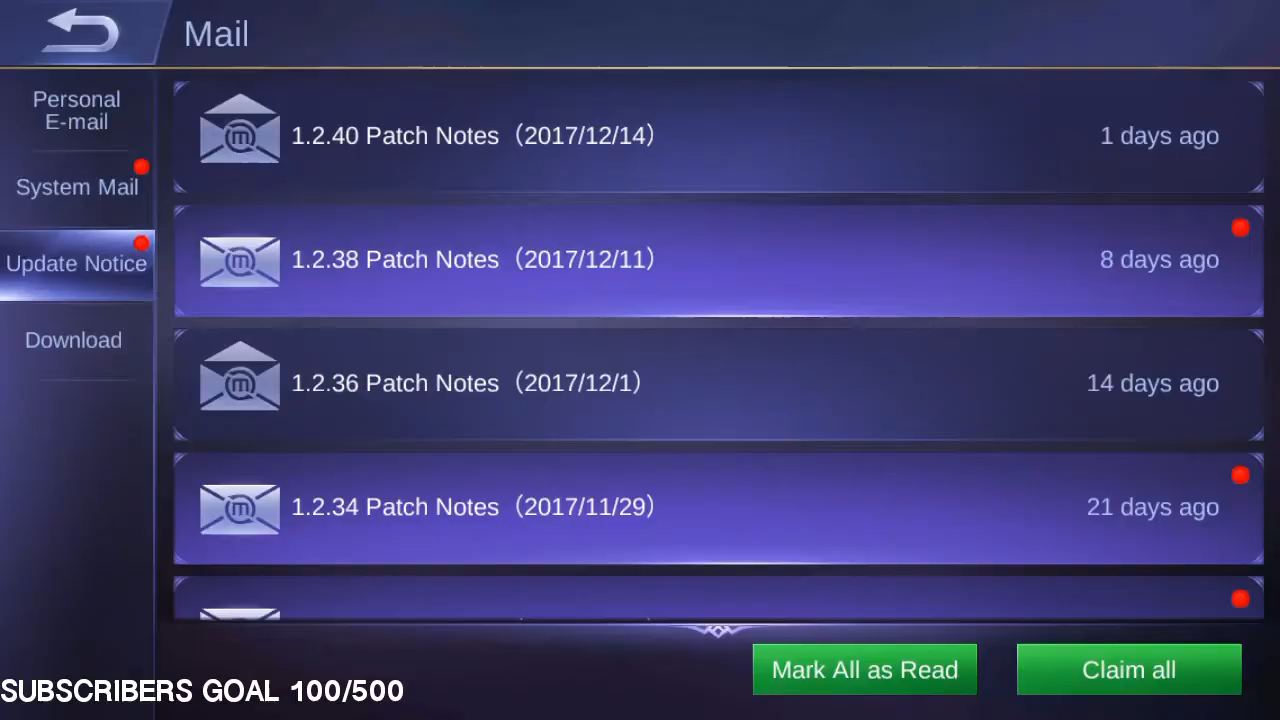 Mail
Personal
E-mail
System Mail
Update Notice
Download
1.2.40 Patch Notes（2017/12/14） 1 days ago
1.2.38 Patch Notes（2017/12/11） 8 days ago
1.2.36 Patch Notes（2017/12/1） 14 days ago
1.2.34 Patch Notes（2017/11/29） 21 days ago
Mark All as Read
Claim all
SUBSCRIBERS GOAL 100/500